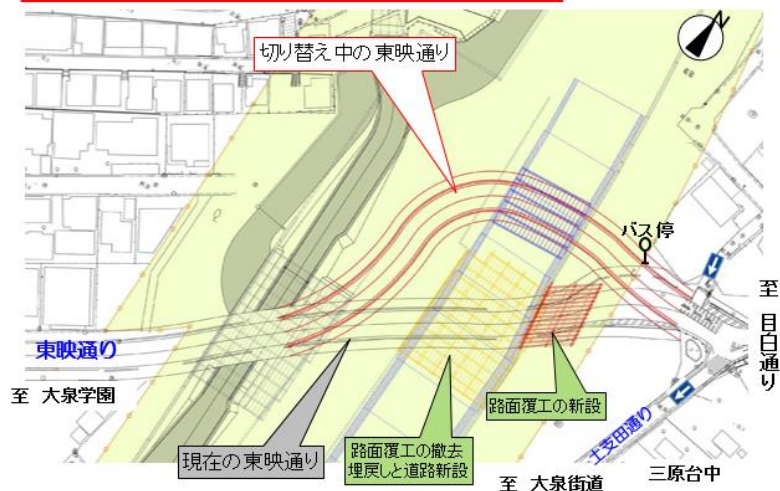 N
切り替え中の東映通り
バス停
至 目白通り
東映通り
至 大泉学園
路面覆工の新設
現在の東映通り
路面覆工の撤去
埋戻しと道路新設
土支田通り
至 大泉街道
三原台中